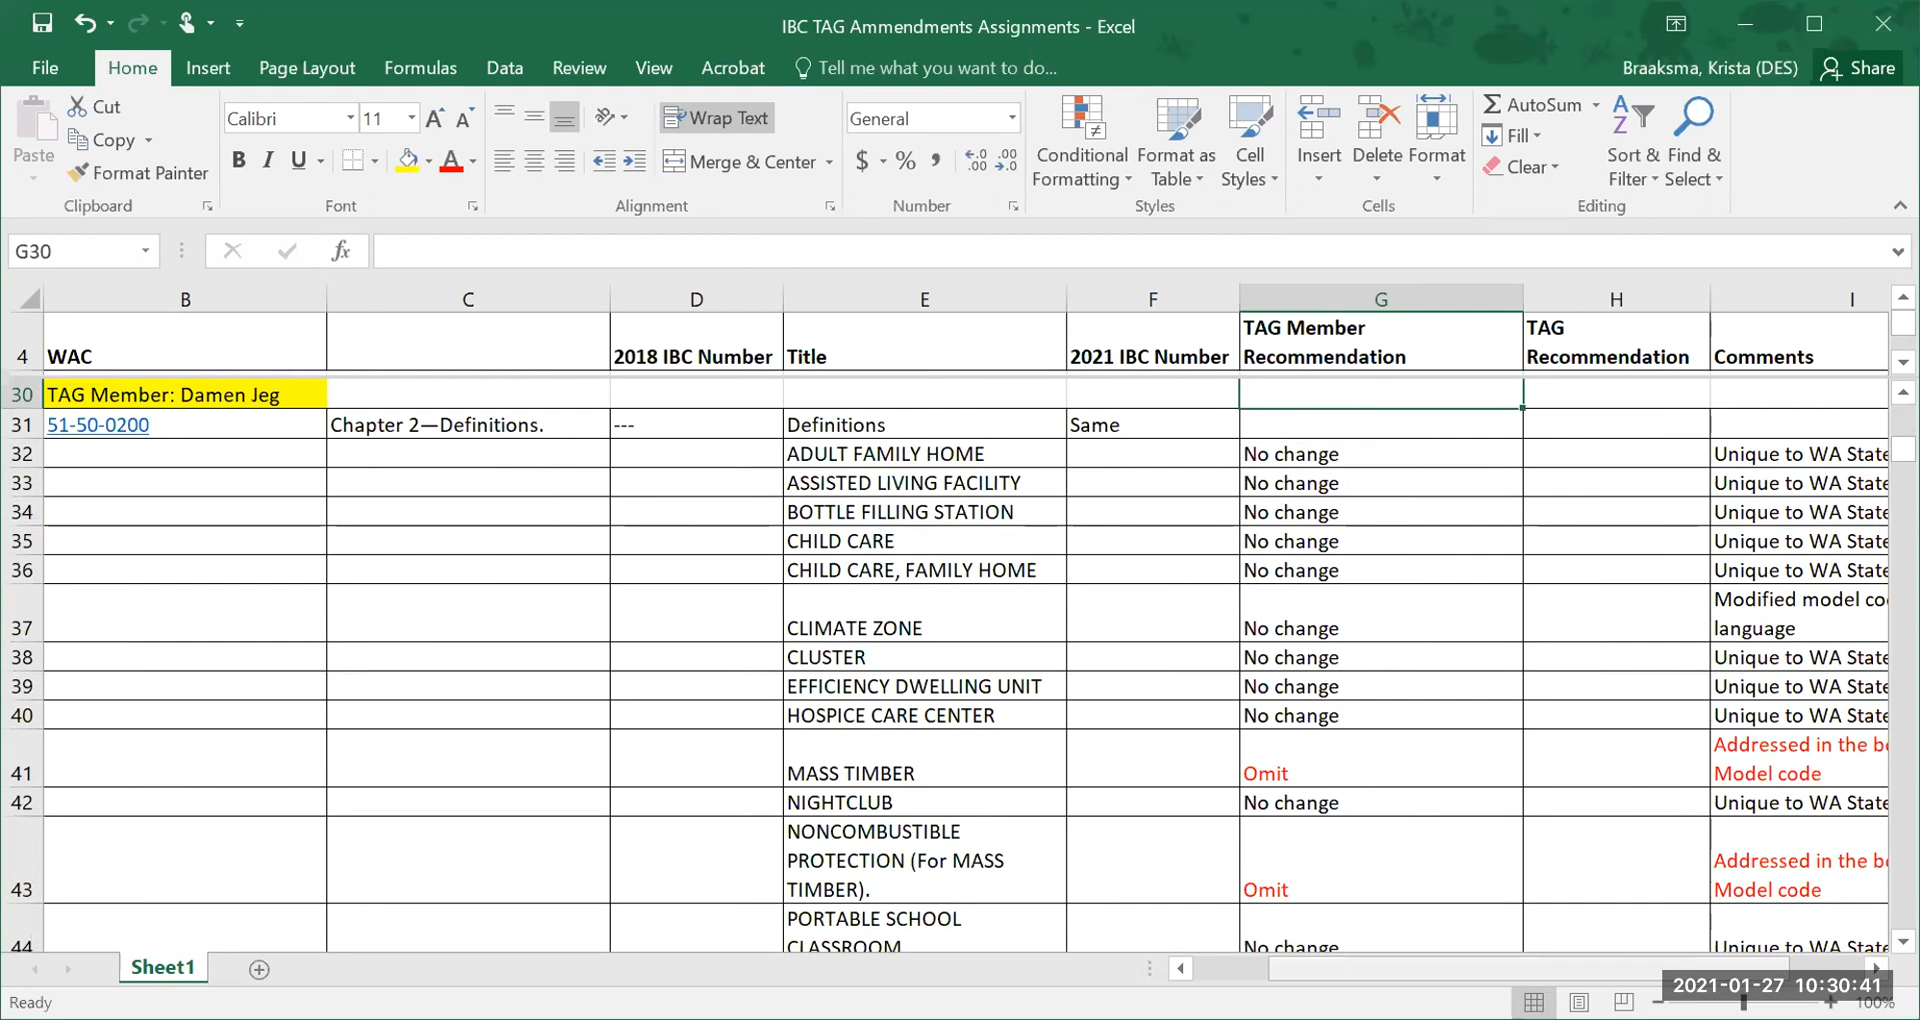 IBC TAG Ammendments Assignments - Excel
File Home Insert Page Layout Formulas Data Review View Acrobat Tell me what you want to do... Braaksma, Krista (DES) Share
Paste Cut Calibri 11 Wrap Text General Conditional Formatting Format as Table Cell Styles Insert Delete Format AutoSum Sort & Filter Find & Select
Copy Fill
Format Painter B I U Merge & Center $ % , Clear
Clipboard Font Alignment Number Styles Cells Editing
G30 fx
B C D E F G H I
4 WAC 2018 IBC Number Title 2021 IBC Number TAG Member Recommendation TAG Recommendation Comments
30 TAG Member: Damen Jeg
31 51-50-0200 Chapter 2—Definitions. --- Definitions Same
32 ADULT FAMILY HOME No change Unique to WA State
33 ASSISTED LIVING FACILITY No change Unique to WA State
34 BOTTLE FILLING STATION No change Unique to WA State
35 CHILD CARE No change Unique to WA State
36 CHILD CARE, FAMILY HOME No change Unique to WA State
Modified model co
37 CLIMATE ZONE No change language
38 CLUSTER No change Unique to WA State
39 EFFICIENCY DWELLING UNIT No change Unique to WA State
40 HOSPICE CARE CENTER No change Unique to WA State
Addressed in the
41 MASS TIMBER Omit Model code
42 NIGHTCLUB No change Unique to WA State
NONCOMBUSTIBLE
PROTECTION (For MASS Addressed in the
43 TIMBER). Omit Model code
PORTABLE SCHOOL
44 CLASSROOM No change Unique to WA State
Sheet1
2021-01-27 10:30:41
Ready 100%